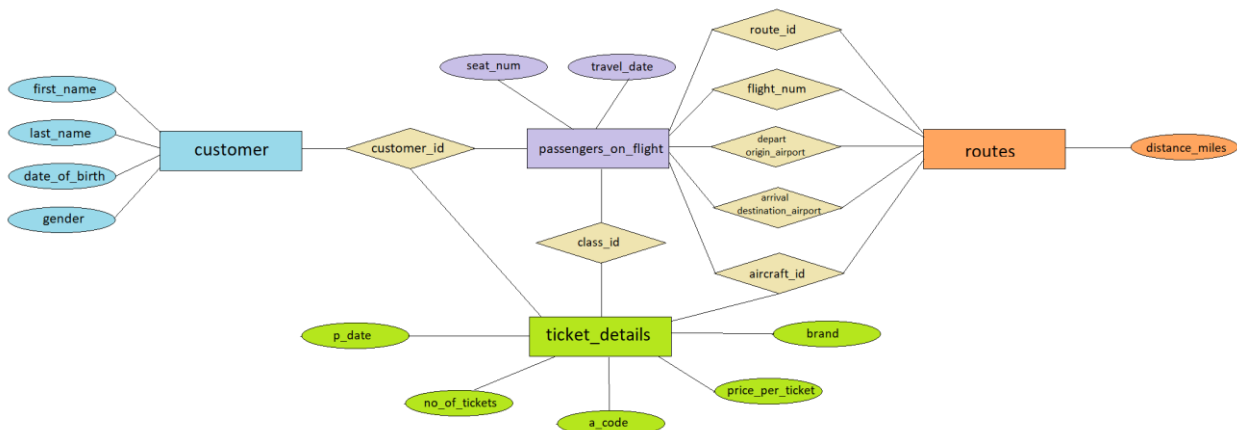 route_id
seat_num
travel_date
first_name
flight_num
last_name
customer
customer_id
passengers_on_flight
depart
origin_airport
routes
distance_miles
date_of_birth
arrival
destination_airport
gender
class_id
aircraft_id
p_date
ticket_details
brand
no_of_tickets
price_per_ticket
a_code